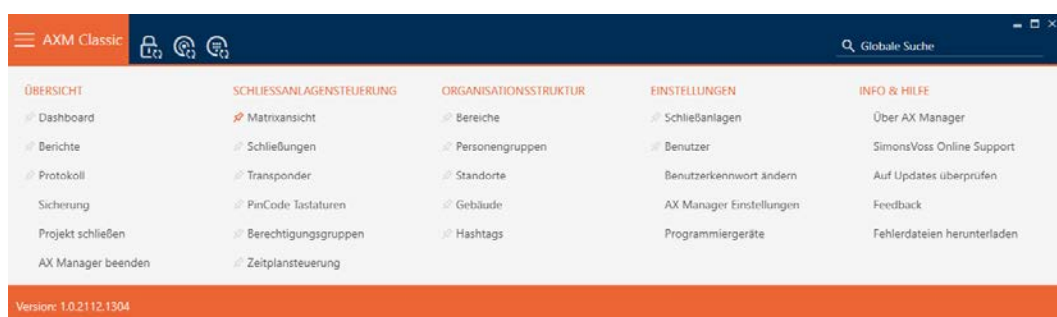 AXM Classic
Globale Suche
ÜBERSICHT
Dashboard
Berichte
Protokoll
Sicherung
Projekt schließen
AX Manager beenden
SCHLIESSANLAGENSTEUERUNG
Matrixansicht
Schließungen
Transponder
PinCode Tastaturen
Berechtigungsgruppen
Zeitplansteuerung
ORGANISATIONSSTRUKTUR
Bereiche
Personengruppen
Standorte
Gebäude
Hashtags
EINSTELLUNGEN
Schließanlagen
Benutzer
Benutzerkennwort ändern
AX Manager Einstellungen
Programmiergeräte
INFO & HILFE
Über AX Manager
SimonsVoss Online Support
Auf Updates überprüfen
Feedback
Fehlerdateien herunterladen
Version: 1.0.2112.1304